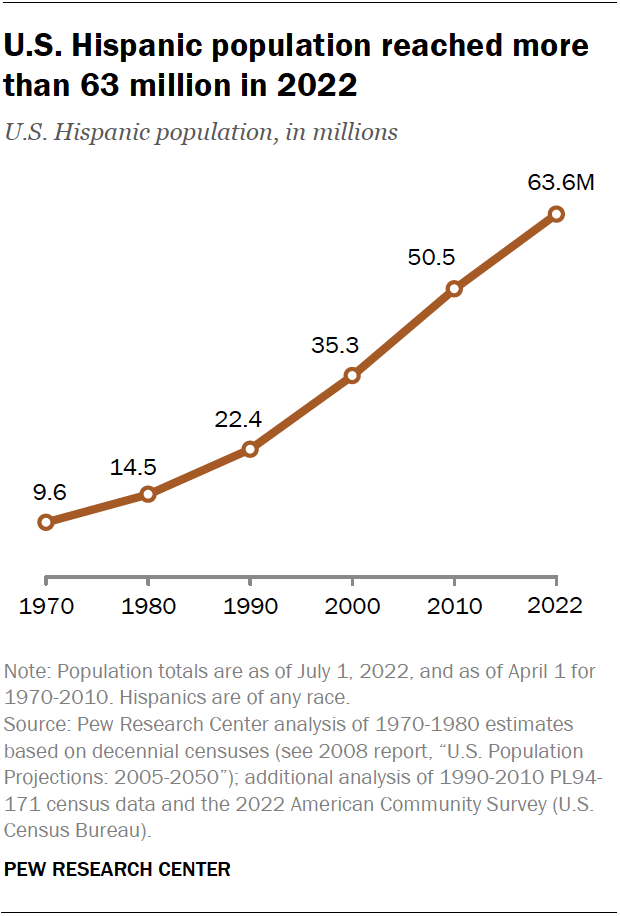 U.S. Hispanic population reached more
than 63 million in 2022
U.S. Hispanic population, in millions
63.6M
50.5
35.3
22.4
14.5
9.6
1970 1980 1990 2000 2010 2022
Note: Population totals are as of July 1, 2022, and as of April 1 for
1970-2010. Hispanics are of any race.
Source: Pew Research Center analysis of 1970-1980 estimates
based on decennial censuses (see 2008 report, “U.S. Population
Projections: 2005-2050”); additional analysis of 1990-2010 PL94-
171 census data and the 2022 American Community Survey (U.S.
Census Bureau).
PEW RESEARCH CENTER